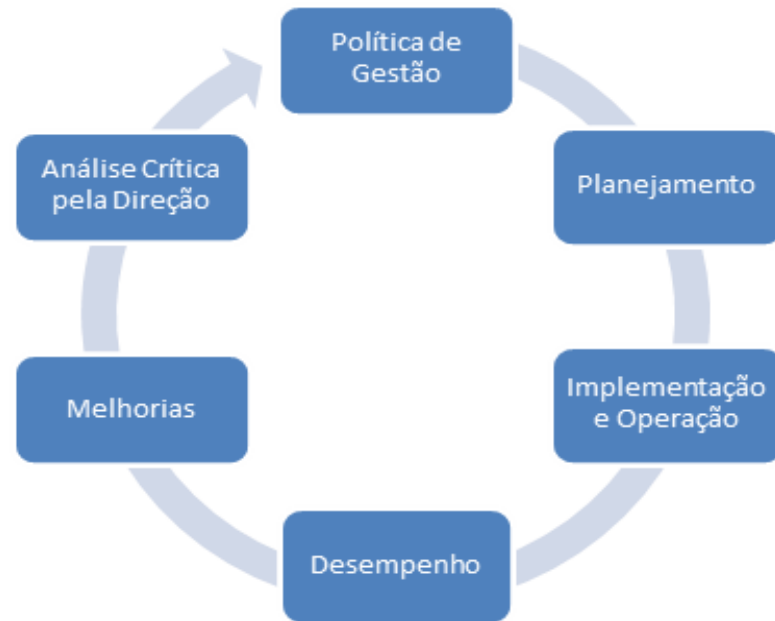 Política de
Gestão
Planejamento
Implementação
e Operação
Desempenho
Melhorias
Análise Crítica
pela Direção